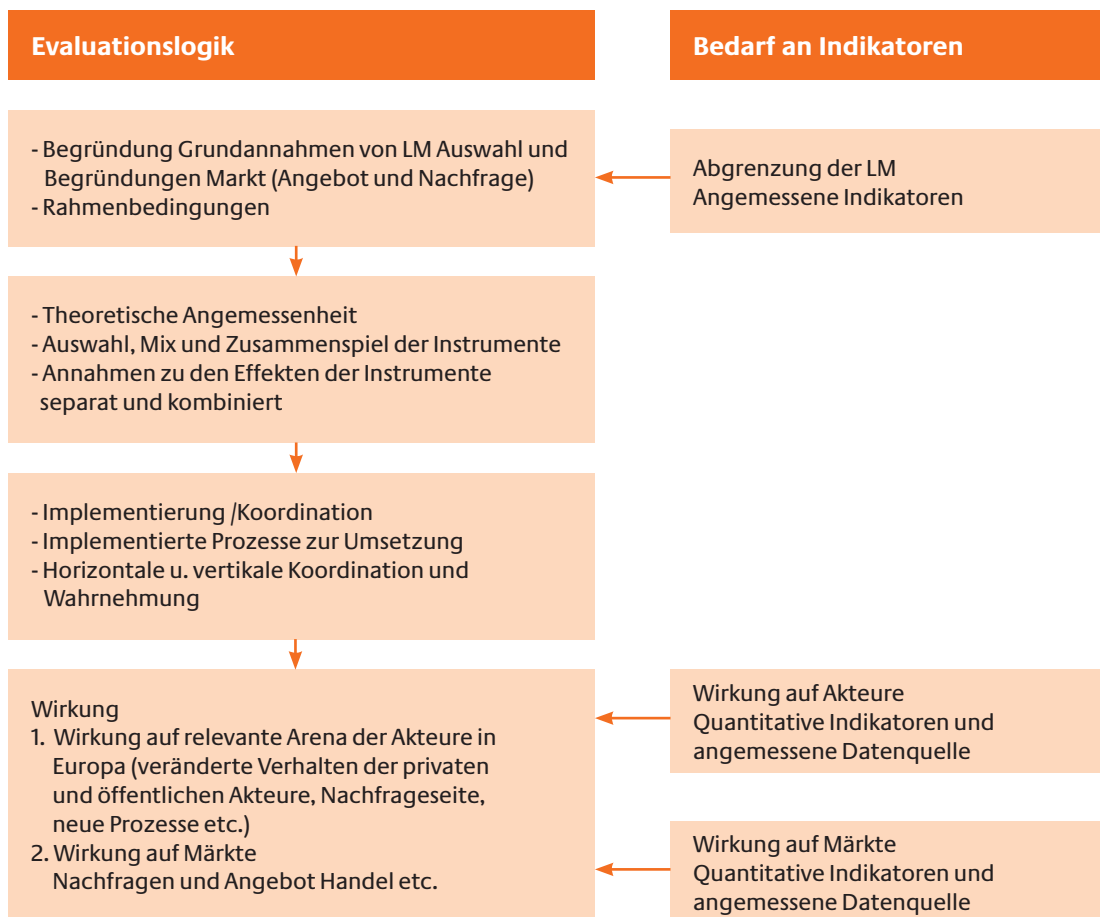 Evaluationslogik
Bedarf an Indikatoren
- Begründung Grundannahmen von LM Auswahl und
Begründungen Markt (Angebot und Nachfrage)
- Rahmenbedingungen
Abgrenzung der LM
Angemessene Indikatoren
- Theoretische Angemessenheit
- Auswahl, Mix und Zusammenspiel der Instrumente
- Annahmen zu den Effekten der Instrumente
separat und kombiniert
- Implementierung /Koordination
- Implementierte Prozesse zur Umsetzung
- Horizontale u. vertikale Koordination und
Wahrnehmung
Wirkung
1. Wirkung auf relevante Arena der Akteure in
Europa (veränderte Verhalten der privaten
und öffentlichen Akteure, Nachfrageseite,
neue Prozesse etc.)
2. Wirkung auf Märkte
Nachfragen und Angebot Handel etc.
Wirkung auf Akteure
Quantitative Indikatoren und
angemessene Datenquelle
Wirkung auf Märkte
Quantitative Indikatoren und
angemessene Datenquelle